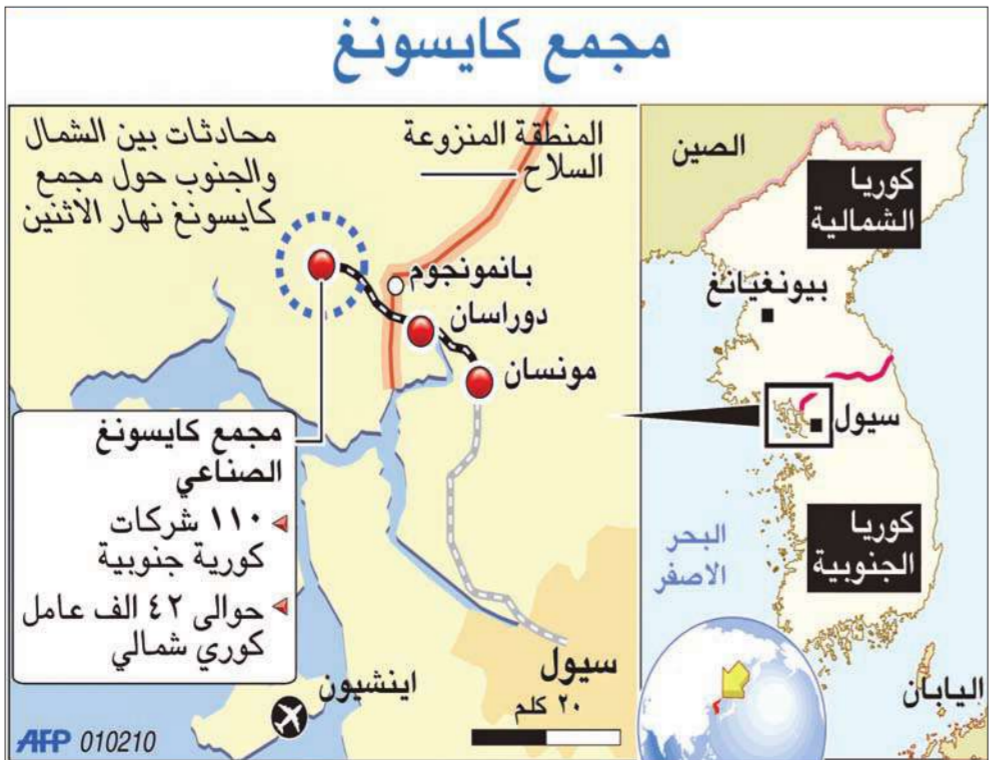 مجمع كايسونغ
محادثات بين الشمال
والجنوب حول مجمع
كايسونغ نهار الاثنين
المنطقة المنزوعة
السلاح
بانمونجوم
دوراسان
مونسان
مجمع كايسونغ
الصناعي
١١٠ شركات
كورية جنوبية
حوالى ٤٢ الف عامل
كوري شمالي
اينشيون
سيول
٢٠ كلم
AFP 010210
الصين
كوريا
الشمالية
بيونغيانغ
سيول
كوريا
الجنوبية
البحر
الاصفر
اليابان